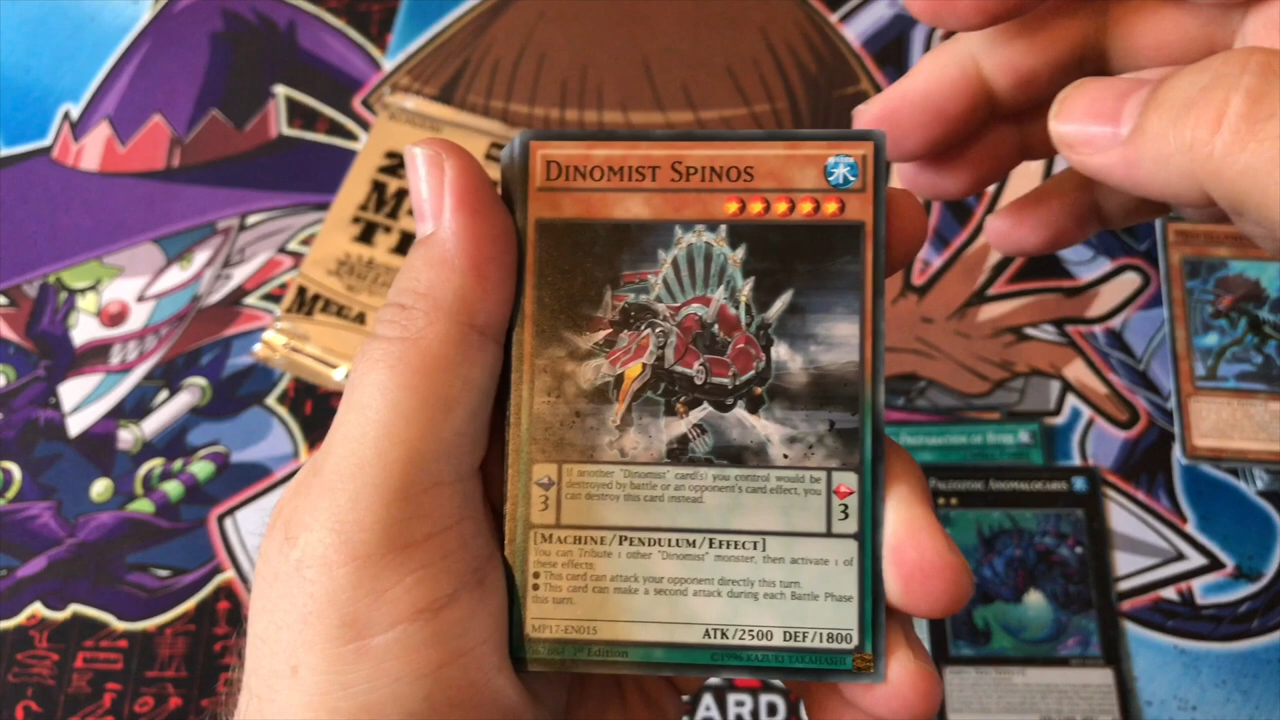 DINOMIST SPINOS
水
3
If another "Dinomist" card(s) you control would be
destroyed by battle or an opponent's card effect, you
can destroy this card instead.
3
[MACHINE/PENDULUM/EFFECT]
You can Tribute 1 other "Dinomist" monster, then activate 1 of
these effects;
● This card can attack your opponent directly this turn.
● This card can make a second attack during each Battle Phase
this turn.
MP17-EN015
ATK/2500 DEF/1800
1st Edition
©1996 KAZUKI TAKAHASHI
MEGA
PREPARATION OF RITES
PALEOZOIC ANOMALOCARIS
CARD